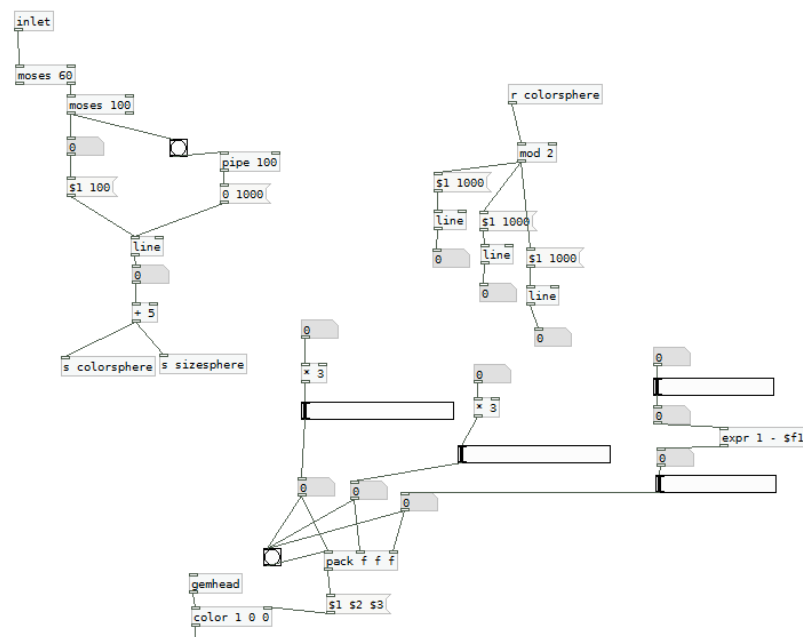 inlet
moses 60
moses 100
r colorsphere
0
mod 2
pipe 100
$1 100
0 1000
$1 1000
line
$1 1000
line
line
0
$1 1000
0
0
line
+ 5
0
0
s colorsphere
s sizesphere
0
* 3
0
* 3
0
expr 1 - $f1
0
0
0
0
pack f f f
gemhead
$1 $2 $3
color 1 0 0